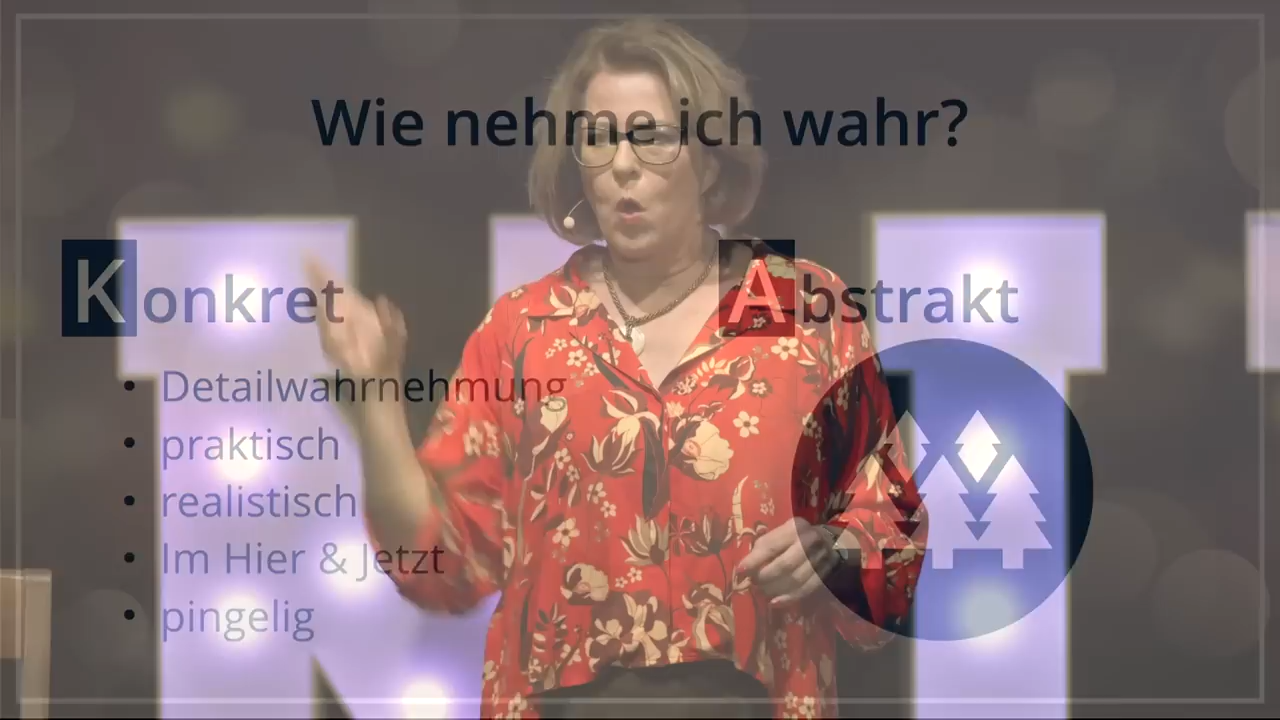 Wie nehme ich wahr?
Konkret
Abstrakt
• Detailwahrnehmung
• praktisch
• realistisch
• Im Hier & Jetzt
• pingelig